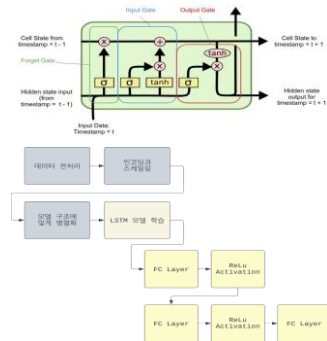 Input Gate
Output Gate
Cell State from
timestamp = t - 1
Cell State to
timestamp = t + 1
tanh
Forget Gate
σ
σ
tanh
σ
Hidden state input
(from
timestamp = t - 1)
Hidden state
output for
timestamp = t + 1
Input Data;
Timestamp = t
데이터 전처리
인코딩과
스케일링
모델 구조에
맞게 병렬화
LSTM 모델 학습
FC Layer
ReLu
Activation
FC Layer
ReLu
Activation
FC Layer